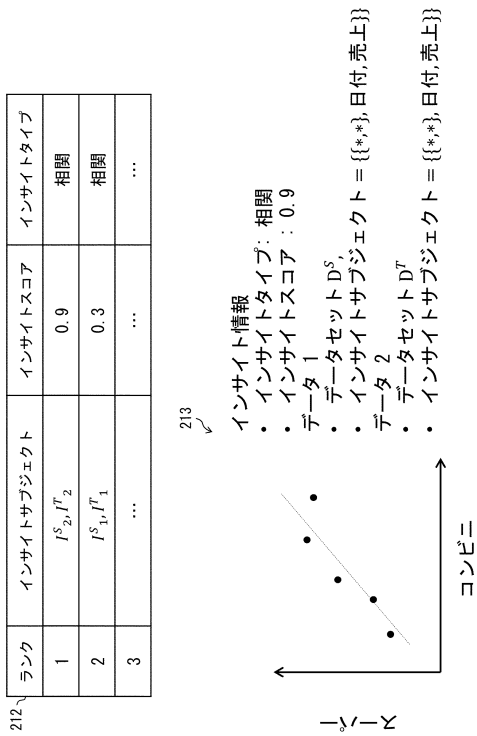 212
ランク インサイトサブジェクト インサイトスコア インサイトタイプ
1 I^S_2,I^T_2 0.9 相関
2 I^S_1,I^T_1 0.3 相関
3 … … …
213
スーパー
コンビニ
インサイト情報
• インサイトタイプ: 相関
• インサイトスコア : 0.9
データ 1
• データセット D^S,
• インサイトサブジェクト = {{*,*},日付,売上}}
データ 2
• データセット D^T
• インサイトサブジェクト = {{*,*},日付,売上}}